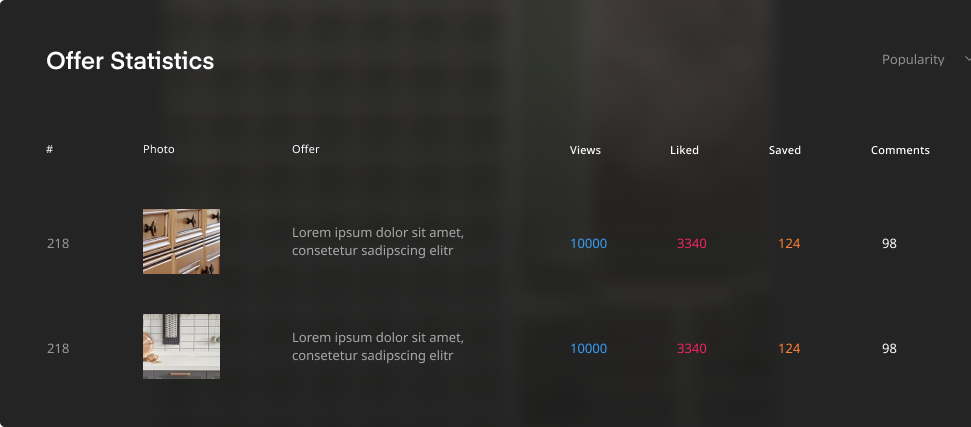 Offer Statistics
Popularity
# Photo Offer Views Liked Saved Comments
218 Lorem ipsum dolor sit amet, 10000 3340 124 98
consetetur sadipscing elitr
218 Lorem ipsum dolor sit amet, 10000 3340 124 98
consetetur sadipscing elitr